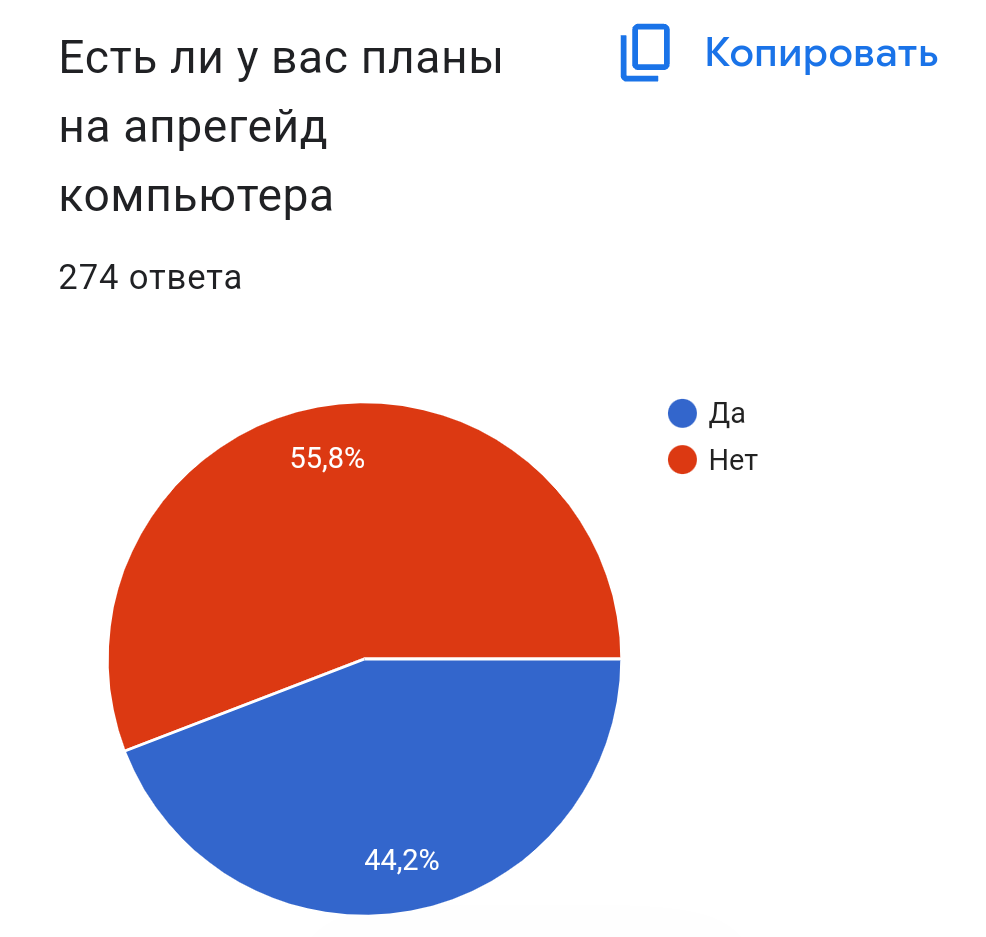 Есть ли у вас планы
на апрегейд
компьютера
Копировать
274 ответа
Да
Нет
55,8%
44,2%